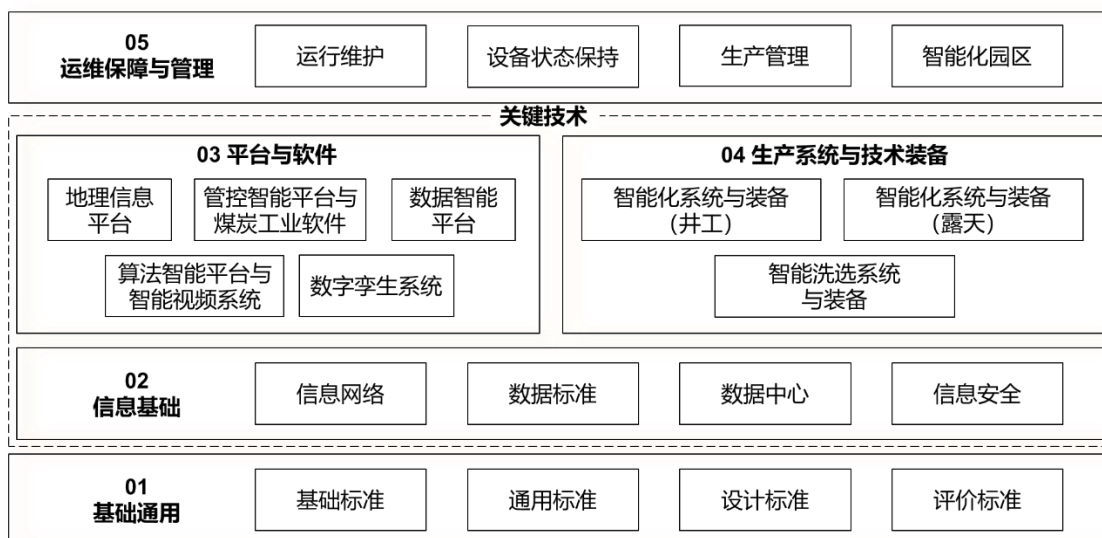 05
运维保障与管理
运行维护
设备状态保持
生产管理
智能化园区
关键技术
03 平台与软件
地理信息
平台
管控智能平台与
煤炭工业软件
数据智能
平台
算法智能平台与
智能视频系统
数字孪生系统
04 生产系统与技术装备
智能化系统与装备
（井工）
智能化系统与装备
（露天）
智能洗选系统
与装备
02
信息基础
信息网络
数据标准
数据中心
信息安全
01
基础通用
基础标准
通用标准
设计标准
评价标准